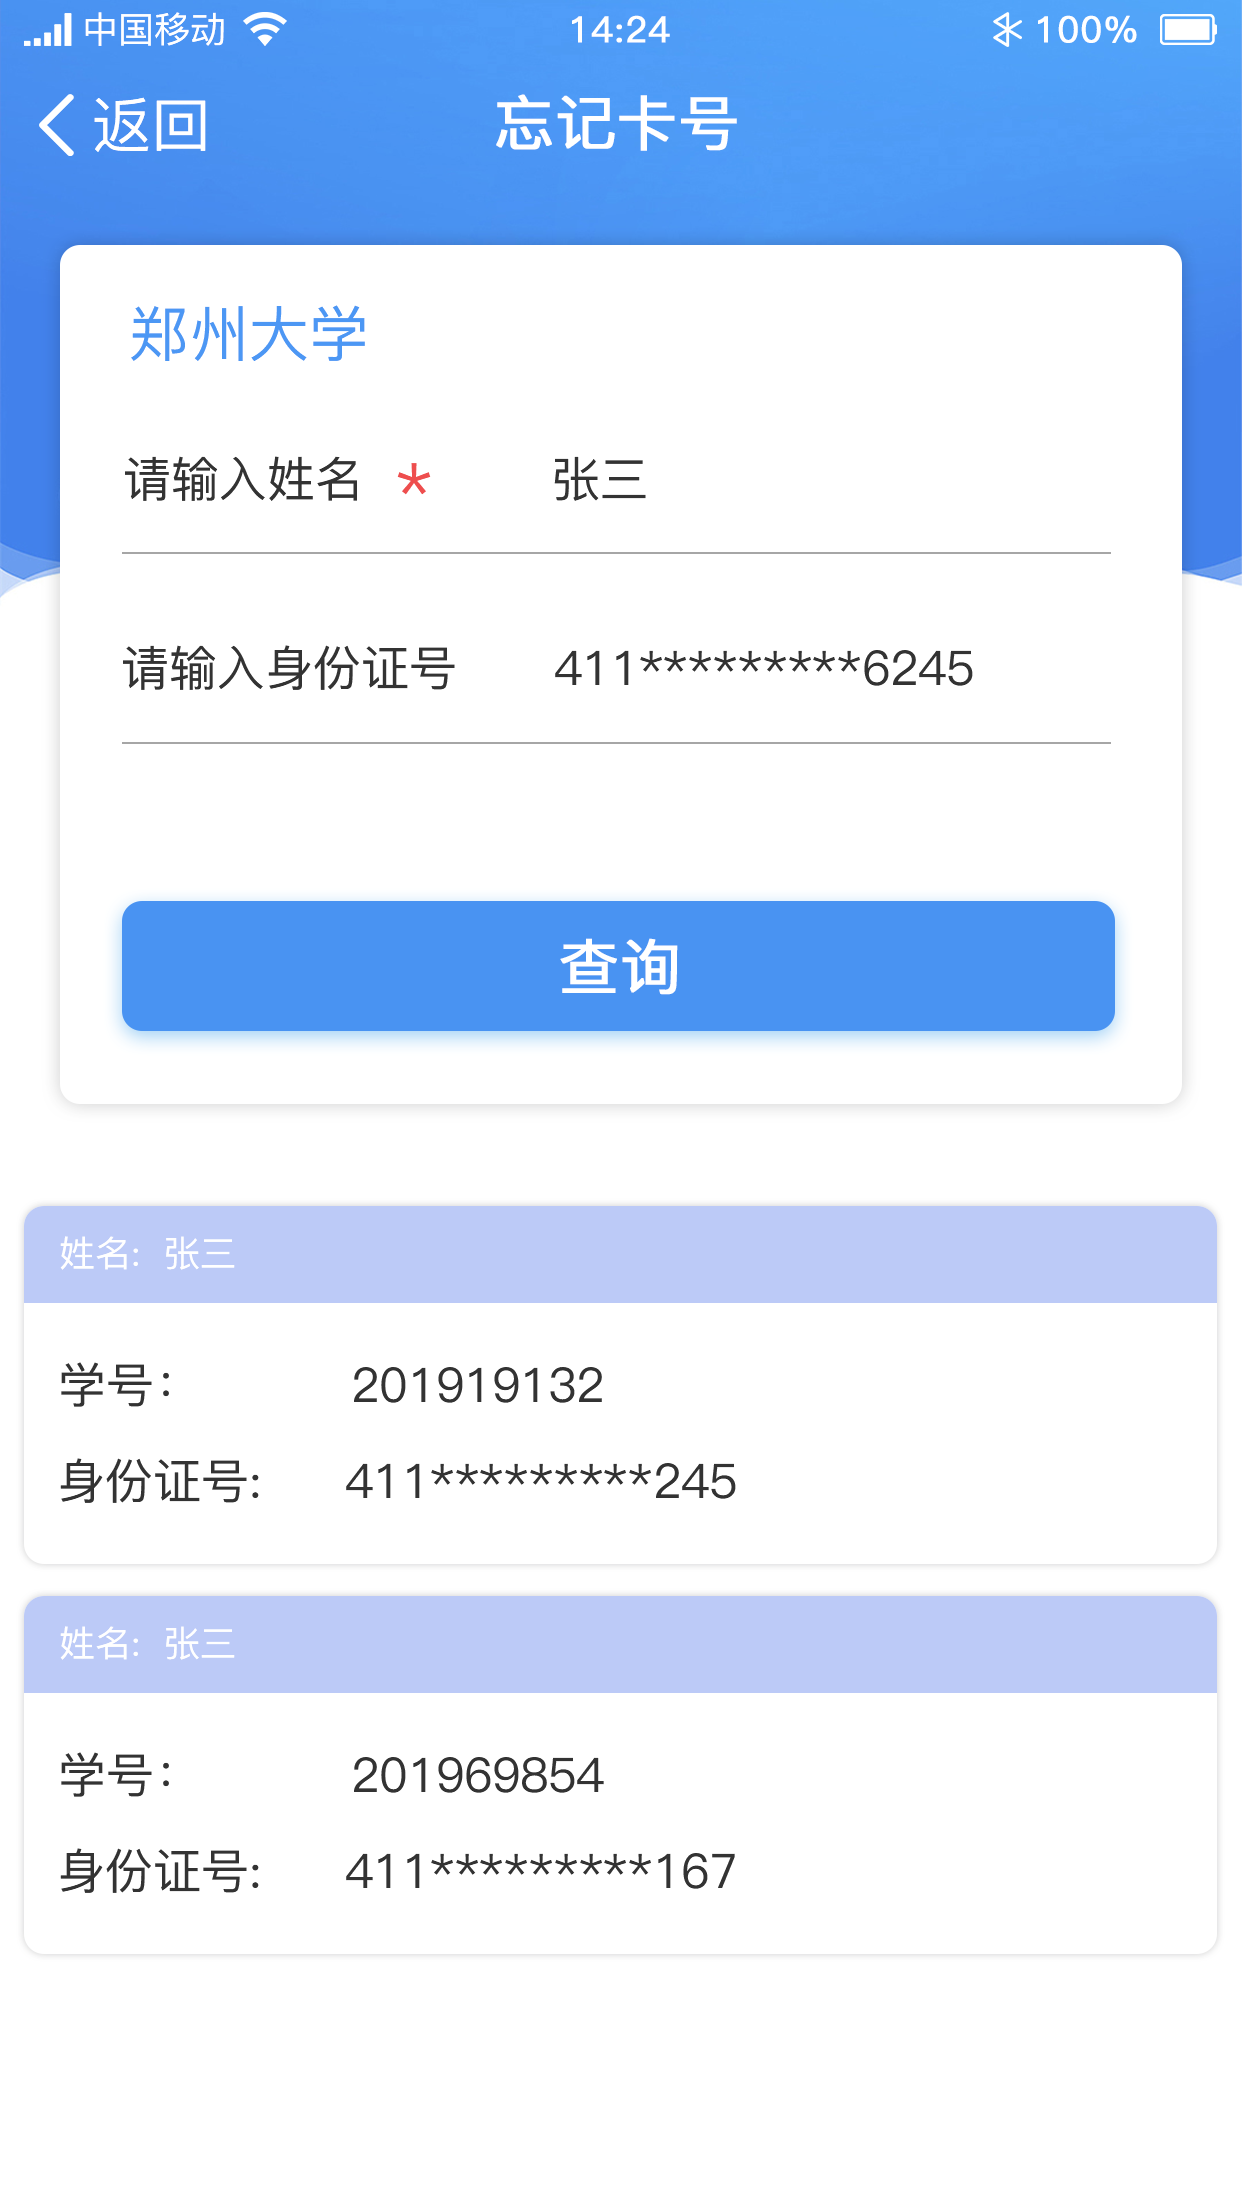 中国移动 14:24 100%
返回 忘记卡号
郑州大学
请输入姓名 * 张三
请输入身份证号 411*********6245
查询
姓名: 张三
学号: 201919132
身份证号: 411*********245
姓名: 张三
学号: 201969854
身份证号: 411*********167